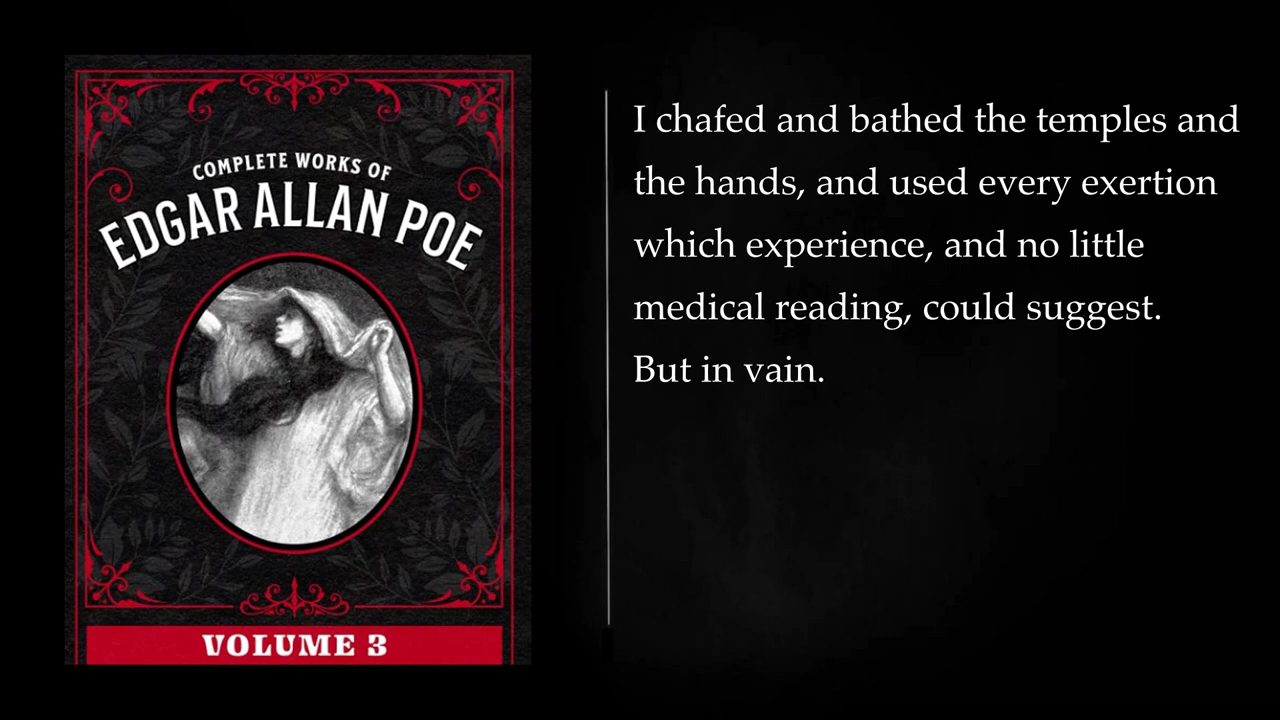 COMPLETE WORKS OF
EDGAR ALLAN POE
VOLUME 3
I chafed and bathed the temples and
the hands, and used every exertion
which experience, and no little
medical reading, could suggest.
But in vain.